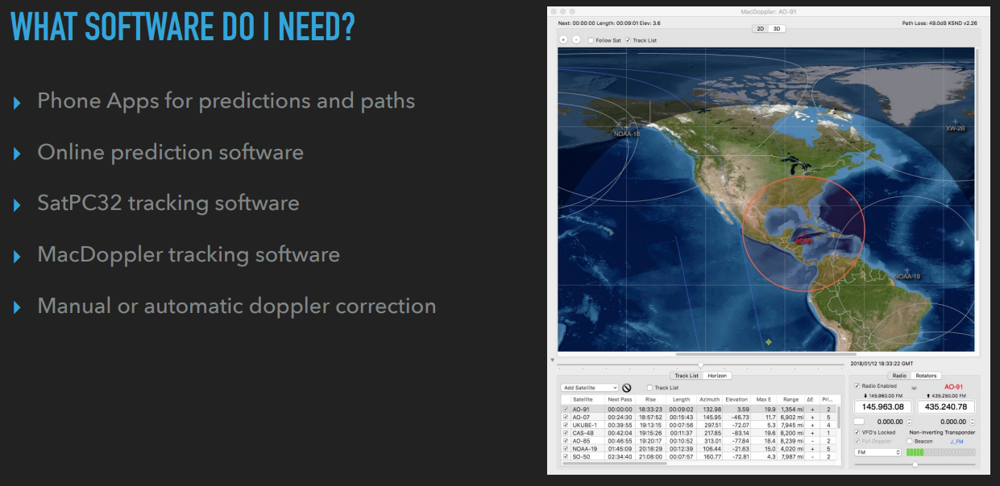 WHAT SOFTWARE DO I NEED?
Phone Apps for predictions and paths
Online prediction software
SatPC32 tracking software
MacDoppler tracking software
Manual or automatic doppler correction
MacDoppler: AO-91
Next: 00:00:00 Length: 00:09:01 Elev: 3.6
2D 3D
Path Loss: 49.0dB K5ND v2.26
+ - Follow Sat Track List
NOAA-18
XW-2B
AO-91
NOAA-19
2018/01/12 18:33:22 GMT
Track List Horizon
Add Satellite Track List
Satellite Next Pass Rise Length Azimuth Elevation Max E Range ΔE Pri...
AO-91 00:00:00 18:33:23 00:09:02 132.98 3.59 19.9 1,354 mi + 2
AO-07 00:24:30 18:57:52 00:15:43 145.95 -46.73 11.7 6,902 mi + 5
UKUBE-1 00:39:55 19:13:15 00:07:56 297.51 -72.07 5.3 7,945 mi + 4
CAS-4B 00:42:04 19:15:26 00:11:37 217.85 -83.14 19.6 8,200 mi + 1
AO-85 00:46:55 19:20:17 00:10:52 313.01 -77.84 18.4 8,239 mi - 2
NOAA-19 01:45:09 20:18:29 00:12:39 106.44 -21.63 15.0 4,020 mi + 5
SO-50 02:34:40 21:08:00 00:07:57 160.77 -72.81 4.3 7,987 mi - 2
Radio Rotators
Radio Enabled AO-91
145.960.00 FM 435.250.00 FM
145.963.08 435.240.78
0.000.00 0.000.00
VFO's Locked Non-Inverting Transponder
Full Doppler Beacon J_FM
FM